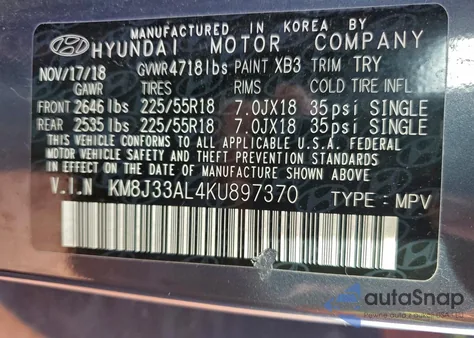 MANUFACTURED IN KOREA BY
HYUNDAI MOTOR COMPANY
NOV/17/18 GVWR4718lbs PAINT XB3 TRIM TRY
GAWR TIRES RIMS COLD TIRE INFL
FRONT 2646 lbs 225/55R18 7.0JX18 35psi SINGLE
REAR 2535 lbs 225/55R18 7.0JX18 35psi SINGLE
THIS VEHICLE CONFORMS TO ALL APPLICABLE U.S. FEDERAL
MOTOR VEHICLE SAFETY, BUMPER, AND THEFT PREVENTION STANDARDS
IN EFFECT ON THE DATE OF MANUFACTURE SHOWN ABOVE
V.I.N KM8J33AL4KU897370 TYPE : MPV
autoSnap